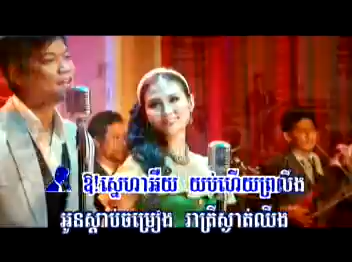 ឱ!ស្នេហាអើយ យប់ហើយព្រលឹង
អូនស្តាប់ចម្រៀង រាត្រីស្ងាត់ឈឹង